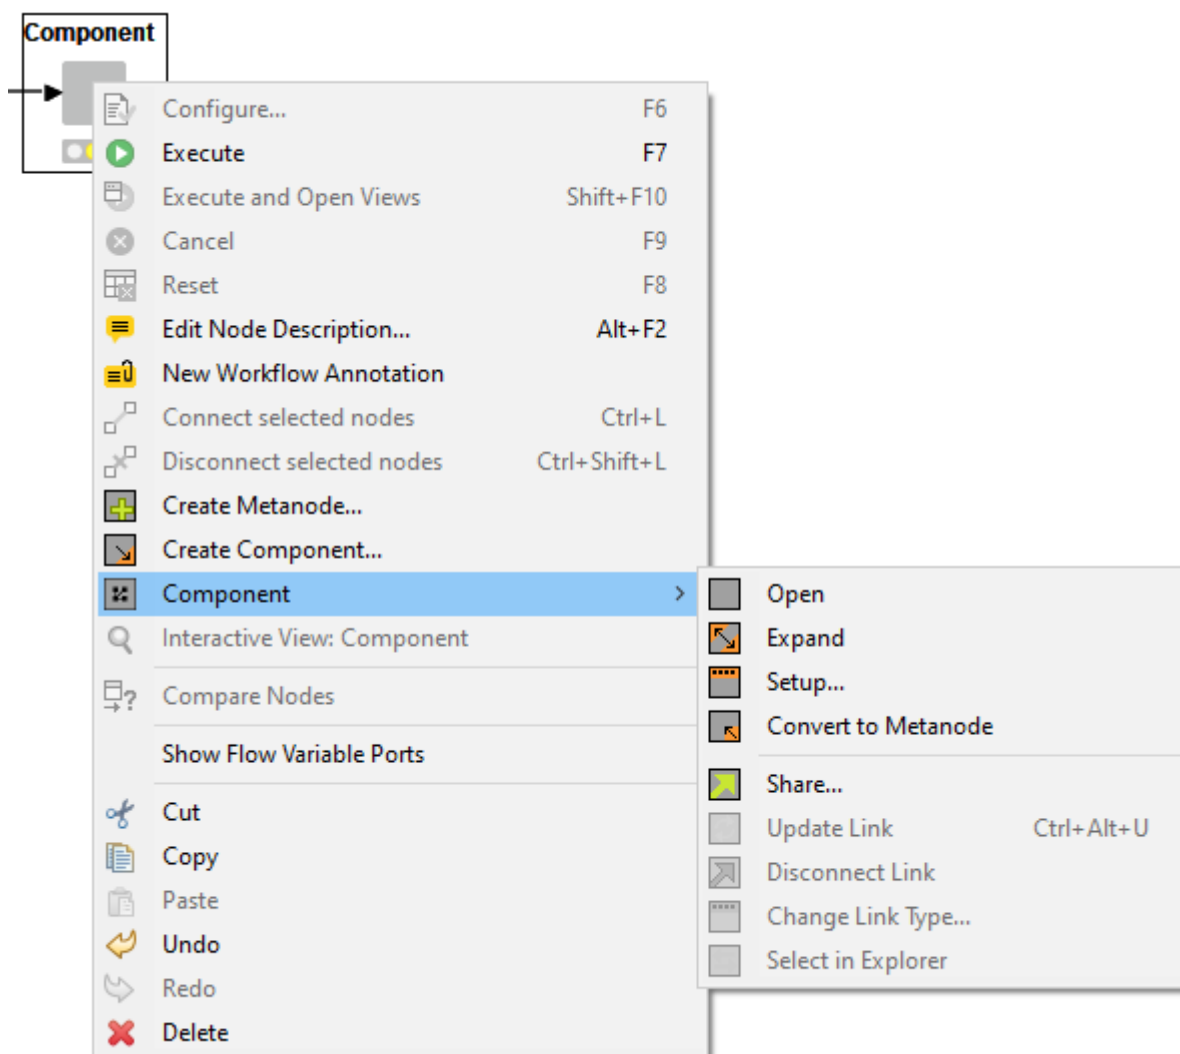 Component
Configure... F6
Execute F7
Execute and Open Views Shift+F10
Cancel F9
Reset F8
Edit Node Description... Alt+F2
New Workflow Annotation
Connect selected nodes Ctrl+L
Disconnect selected nodes Ctrl+Shift+L
Create Metanode...
Create Component...
Component
Interactive View: Component
Compare Nodes
Show Flow Variable Ports
Cut
Copy
Paste
Undo
Redo
Delete
Open
Expand
Setup...
Convert to Metanode
Share...
Update Link Ctrl+Alt+U
Disconnect Link
Change Link Type...
Select in Explorer